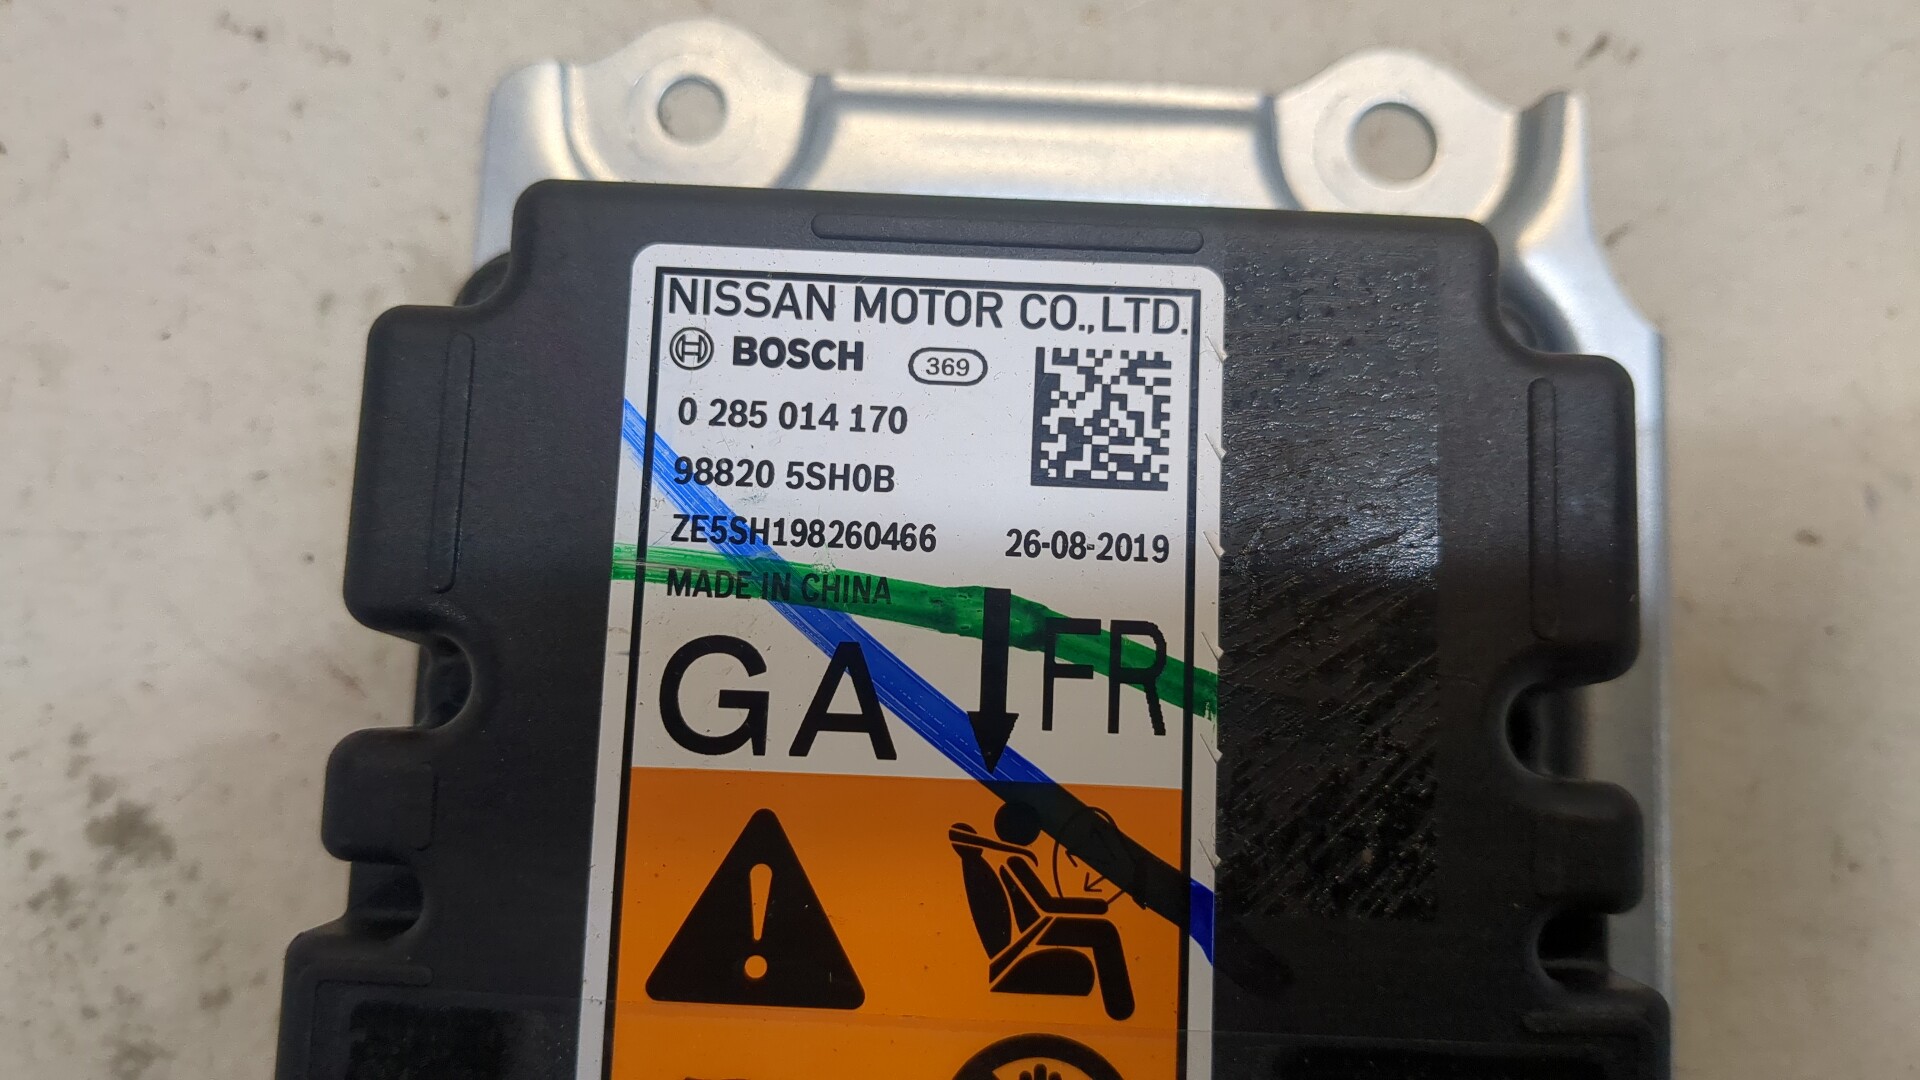 NISSAN MOTOR CO., LTD.
BOSCH 369
0 285 014 170
98820 5SH0B
ZE5SH198260466 26-08-2019
MADE IN CHINA
GA FR